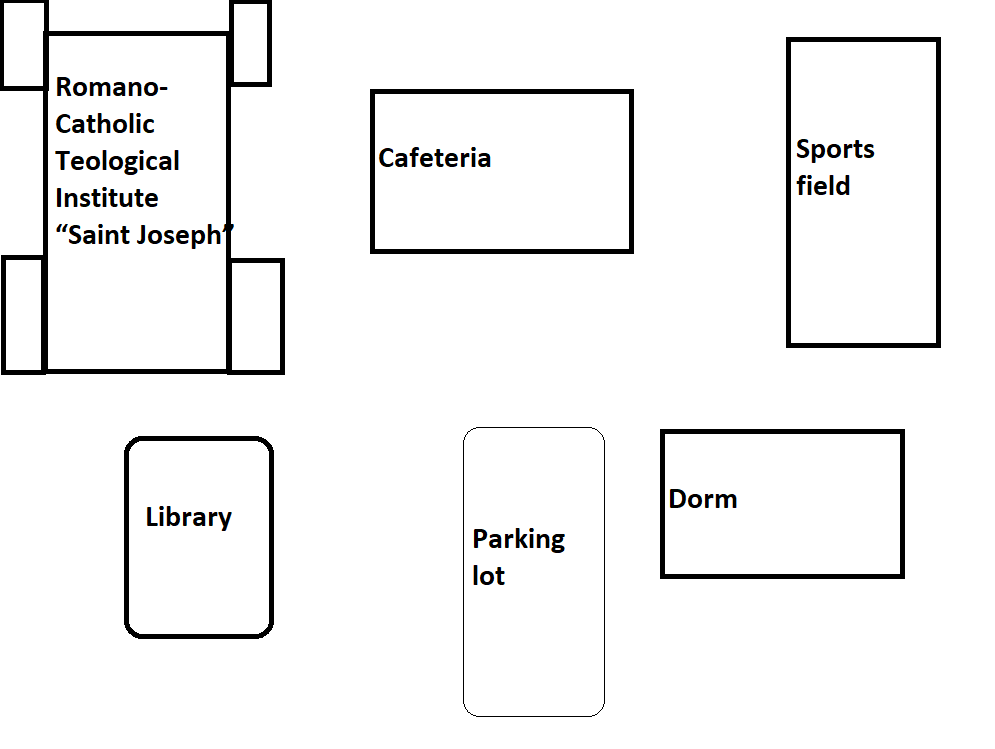 Romano-
Catholic
Teological
Institute
“Saint Joseph”
Cafeteria
Sports
field
Library
Parking
lot
Dorm